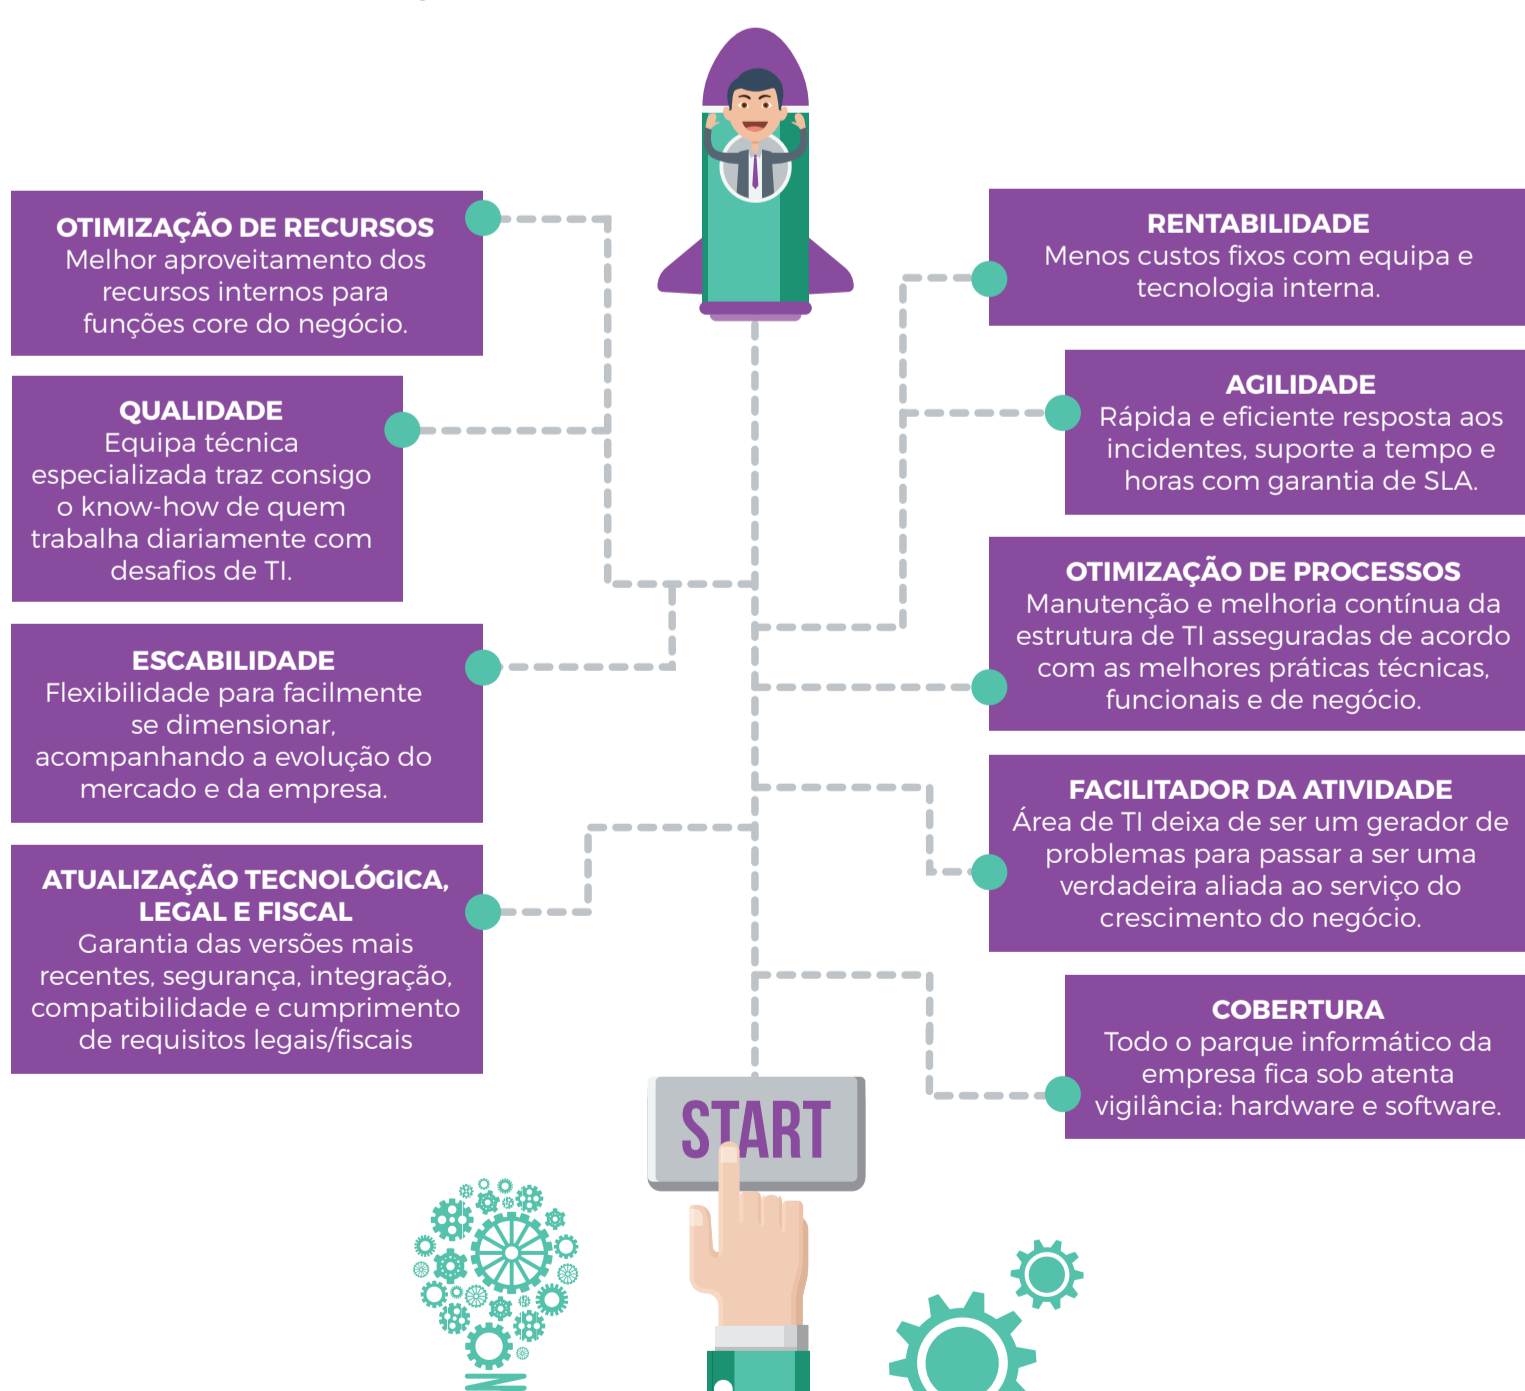 OTIMIZAÇÃO DE RECURSOS
Melhor aproveitamento dos
recursos internos para
funções core do negócio.
QUALIDADE
Equipa técnica
especializada traz consigo
o know-how de quem
trabalha diariamente com
desafios de TI.
ESCABILIDADE
Flexibilidade para facilmente
se dimensionar,
acompanhando a evolução do
mercado e da empresa.
ATUALIZAÇÃO TECNOLÓGICA,
LEGAL E FISCAL
Garantia das versões mais
recentes, segurança, integração,
compatibilidade e cumprimento
de requisitos legais/fiscais
RENTABILIDADE
Menos custos fixos com equipa e
tecnologia interna.
AGILIDADE
Rápida e eficiente resposta aos
incidentes, suporte a tempo e
horas com garantia de SLA.
OTIMIZAÇÃO DE PROCESSOS
Manutenção e melhoria contínua da
estrutura de TI asseguradas de acordo
com as melhores práticas técnicas,
funcionais e de negócio.
FACILITADOR DA ATIVIDADE
Área de TI deixa de ser um gerador de
problemas para passar a ser uma
verdadeira aliada ao serviço do
crescimento do negócio.
COBERTURA
Todo o parque informático da
empresa fica sob atenta
vigilância: hardware e software.
START